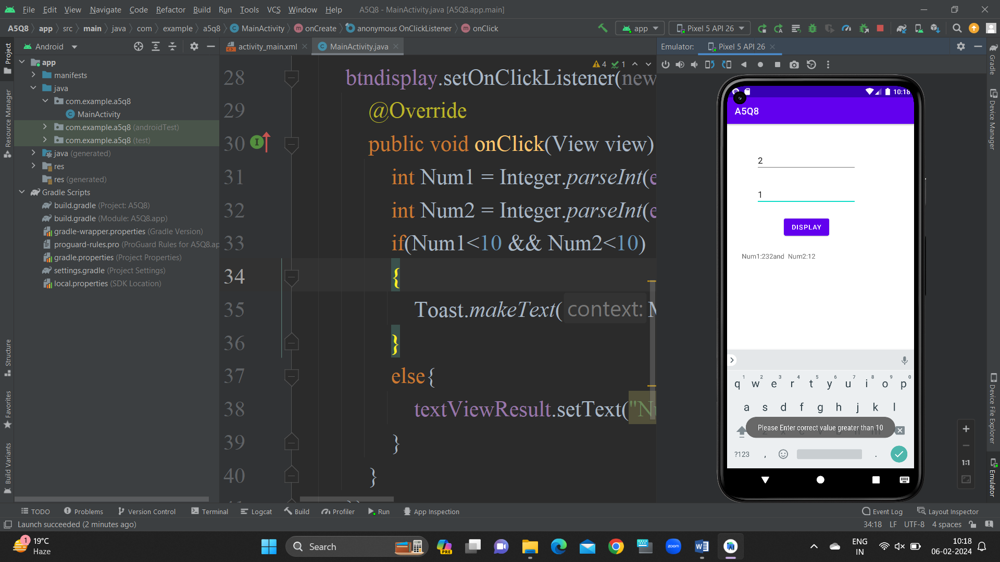 File Edit View Navigate Code Refactor Build Run Tools VCS Window Help A5Q8 - MainActivity.java [A5Q8.app.main]
A5Q8 app src main java com example a5q8 MainActivity onCreate anonymous OnClickListener onClick app Pixel 5 API 26
Android activity_main.xml MainActivity.java Emulator: Pixel 5 API 26
Project
Resource Manager
Structure
Favorites
Build Variants
app
manifests
java
com.example.a5q8
MainActivity
com.example.a5q8 (androidTest)
com.example.a5q8 (test)
java (generated)
res
res (generated)
Gradle Scripts
build.gradle (Project: A5Q8)
build.gradle (Module: A5Q8.app)
gradle-wrapper.properties (Gradle Version)
proguard-rules.pro (ProGuard Rules for A5Q8.ap
gradle.properties (Project Properties)
settings.gradle (Project Settings)
local.properties (SDK Location)
4 1
28 btndisplay.setOnClickListener(new
29 @Override
30 public void onClick(View view)
31 int Num1 = Integer.parseInt(e
32 int Num2 = Integer.parseInt(e
33 if(Num1<10 && Num2<10)
34 {
35 Toast.makeText( context: M
36 }
37 else{
38 textViewResult.setText("Nu
39 }
40 }
10:18
A5Q8
2
1
DISPLAY
Num1:232and Num2:12
1 2 3 4 5 6 7 8 9 0
q w e r t y u i o p
a s d f g h j k l
Please Enter correct value greater than 10
?123 , .
1:1
Gradle
Device Manager
Device File Explorer
Emulator
TODO Problems Version Control Terminal Logcat Build Profiler Run App Inspection Event Log Layout Inspector
Launch succeeded (2 minutes ago) 34:18 LF UTF-8 4 spaces
1 19°C
Haze
Search
PRE
zoom
ENG
IN
10:18
06-02-2024